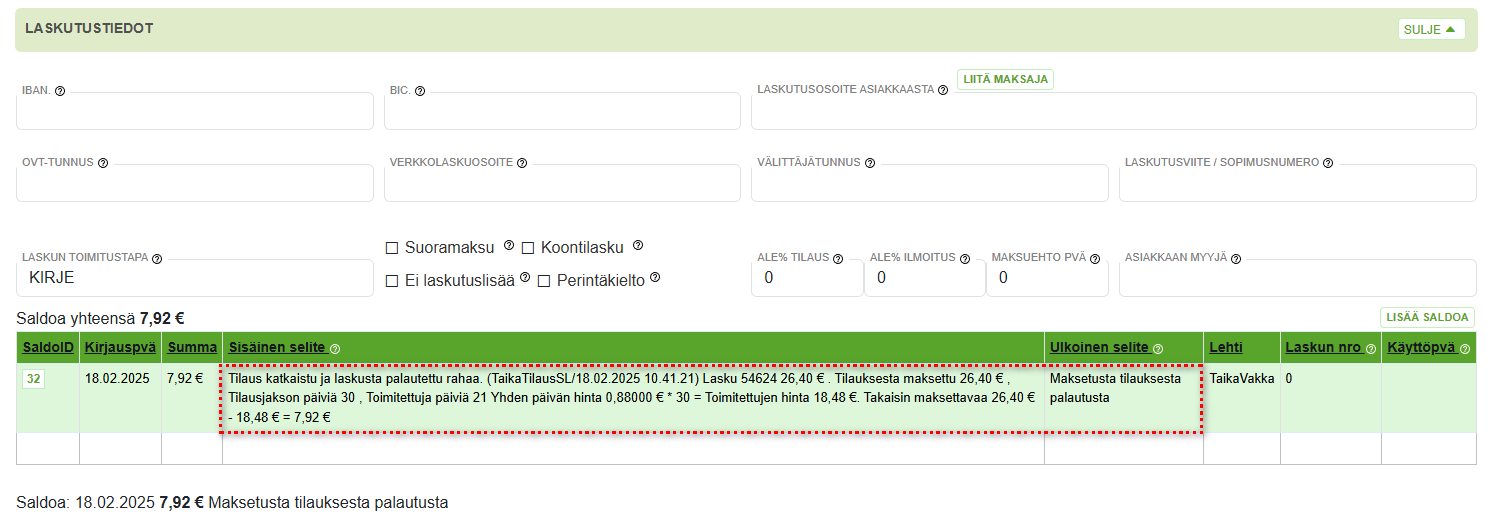 LASKUTUSTIEDOT
SULJE
IBAN.
BIC.
LASKUTUSOSOITE ASIAKKAASTA
LIITÄ MAKSAJA
OVT-TUNNUS
VERKKOLASKUOSOITE
VÄLITTÄJÄTUNNUS
LASKUTUSVIITE / SOPIMUSNUMERO
LASKUN TOIMITUSTAPA
KIRJE
Suoramaksu
Koontilasku
Ei laskutuslisää
Perintäkielto
ALE% TILAUS
0
ALE% ILMOITUS
0
MAKSUEHTO PVÄ
0
ASIAKKAAN MYYJÄ
Saldoa yhteensä 7,92 €
LISÄÄ SALDOA
SaldoID Kirjauspvä Summa Sisäinen selite Ulkoinen selite Lehti Laskun nro Käyttöpvä
32
18.02.2025
7,92 €
Tilaus katkaistu ja laskusta palautettu rahaa. (TaikaTilausSL/18.02.2025 10.41.21) Lasku 54624 26,40 € . Tilauksesta maksettu 26,40 € ,
Tilausjakson päiviä 30 , Toimitettuja päiviä 21 Yhden päivän hinta 0,88000 € * 30 = Toimitettujen hinta 18,48 €. Takaisin maksettavaa 26,40 €
- 18,48 € = 7,92 €
Maksetusta tilauksesta
palautusta
TaikaVakka
0
Saldoa: 18.02.2025 7,92 € Maksetusta tilauksesta palautusta